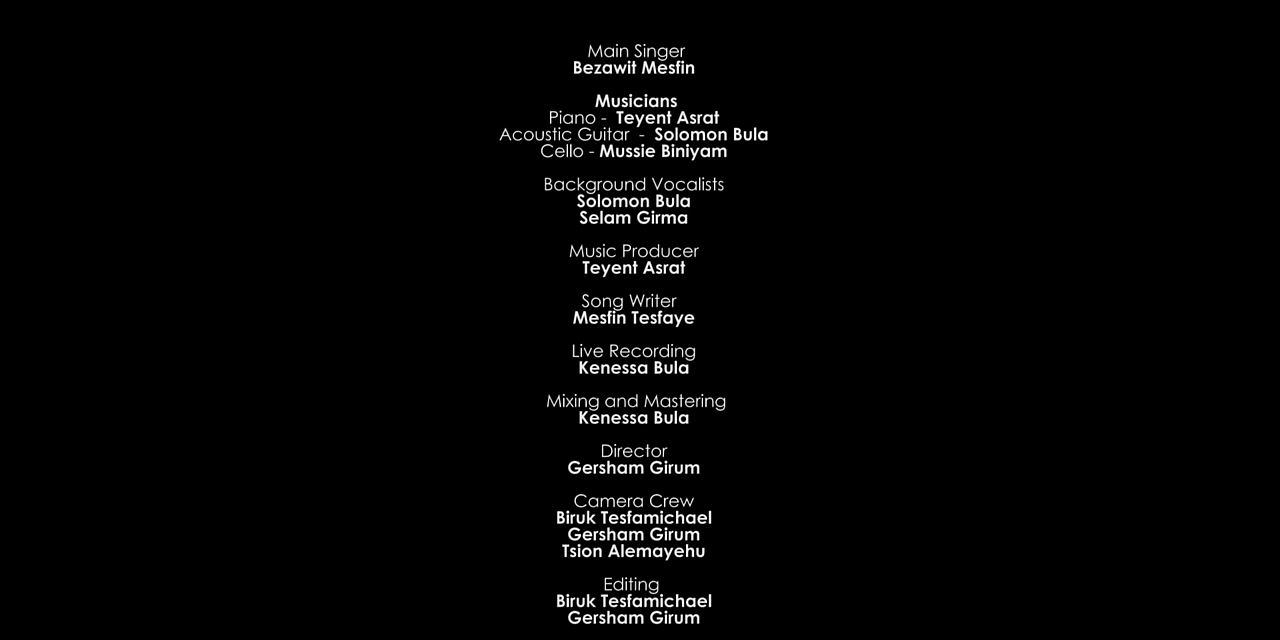 Main Singer
Bezawit Mesfin
Musicians
Piano - Teyent Asrat
Acoustic Guitar - Solomon Bula
Cello - Mussie Biniyam
Background Vocalists
Solomon Bula
Selam Girma
Music Producer
Teyent Asrat
Song Writer
Mesfin Tesfaye
Live Recording
Kenessa Bula
Mixing and Mastering
Kenessa Bula
Director
Gersham Girum
Camera Crew
Biruk Tesfamichael
Gersham Girum
Tsion Alemayehu
Editing
Biruk Tesfamichael
Gersham Girum